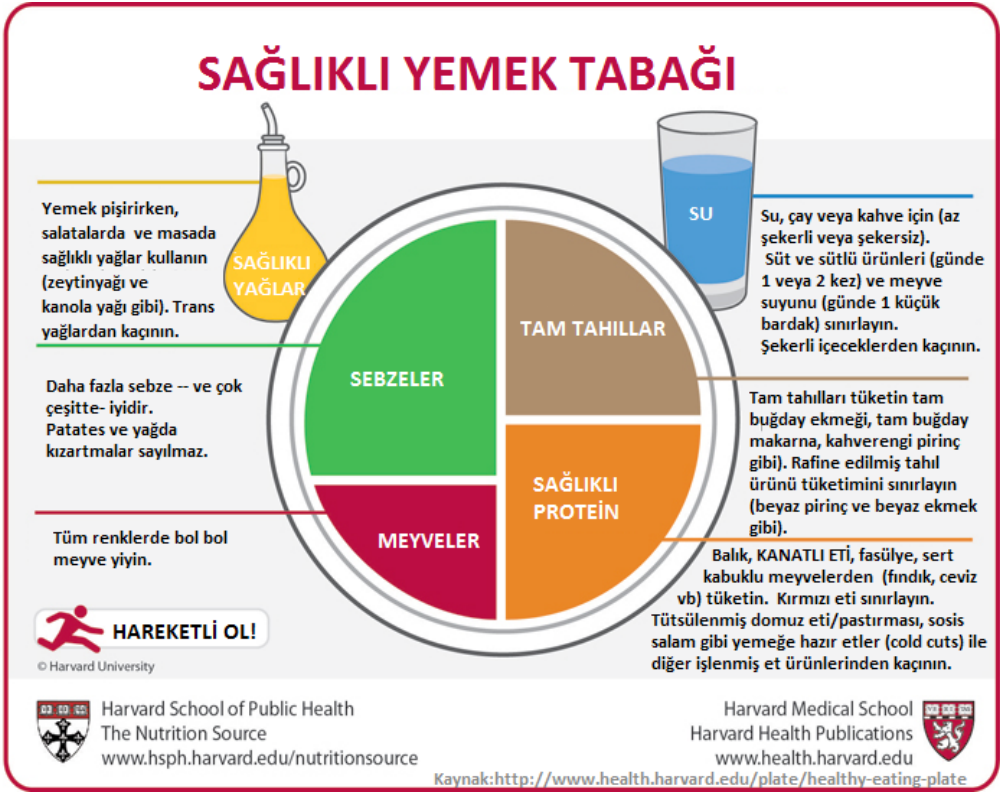 SAĞLIKLI YEMEK TABAĞI
Yemek pişirirken,
salatalarda ve masada
sağlıklı yağlar kullanın
(zeytinyağı ve
kanola yağı gibi). Trans
yağlardan kaçının.
SAĞLIKLI
YAĞLAR
SU
Su, çay veya kahve için (az
şekerli veya şekersiz).
Süt ve sütlü ürünleri (günde
1 veya 2 kez) ve meyve
suyunu (günde 1 küçük
bardak) sınırlayın.
Şekerli içeceklerden kaçının.
Daha fazla sebze -- ve çok
çeşitte- iyidir.
Patates ve yağda
kızartmalar sayılmaz.
SEBZELER
TAM TAHILLAR
Tam tahılları tüketin tam
buğday ekmeği, tam buğday
makarna, kahverengi pirinç
gibi). Rafine edilmiş tahıl
ürünü tüketimini sınırlayın
(beyaz pirinç ve beyaz ekmek
gibi).
Tüm renklerde bol bol
meyve yiyin.
MEYVELER
SAĞLIKLI
PROTEİN
Balık, KANATLI ETİ, fasülye, sert
kabuklu meyvelerden (fındık, ceviz
vb) tüketin. Kırmızı eti sınırlayın.
Tütsülenmiş domuz eti/pastırması, sosis
salam gibi yemeğe hazır etler (cold cuts) ile
diğer işlenmiş et ürünlerinden kaçının.
HAREKETLİ OL!
© Harvard University
Harvard School of Public Health
The Nutrition Source
www.hsph.harvard.edu/nutritionsource
Harvard Medical School
Harvard Health Publications
www.health.harvard.edu
Kaynak:http://www.health.harvard.edu/plate/healthy-eating-plate